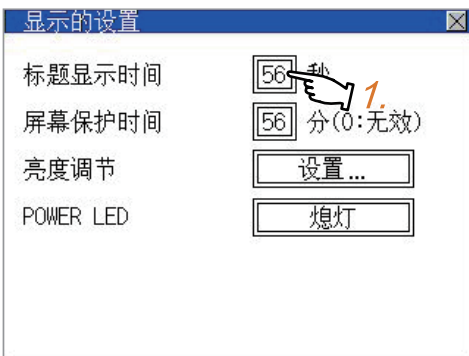 显示的设置
标题显示时间 56 秒
1.
屏幕保护时间 56 分(0:无效)
亮度调节 设置...
POWER LED 熄灯